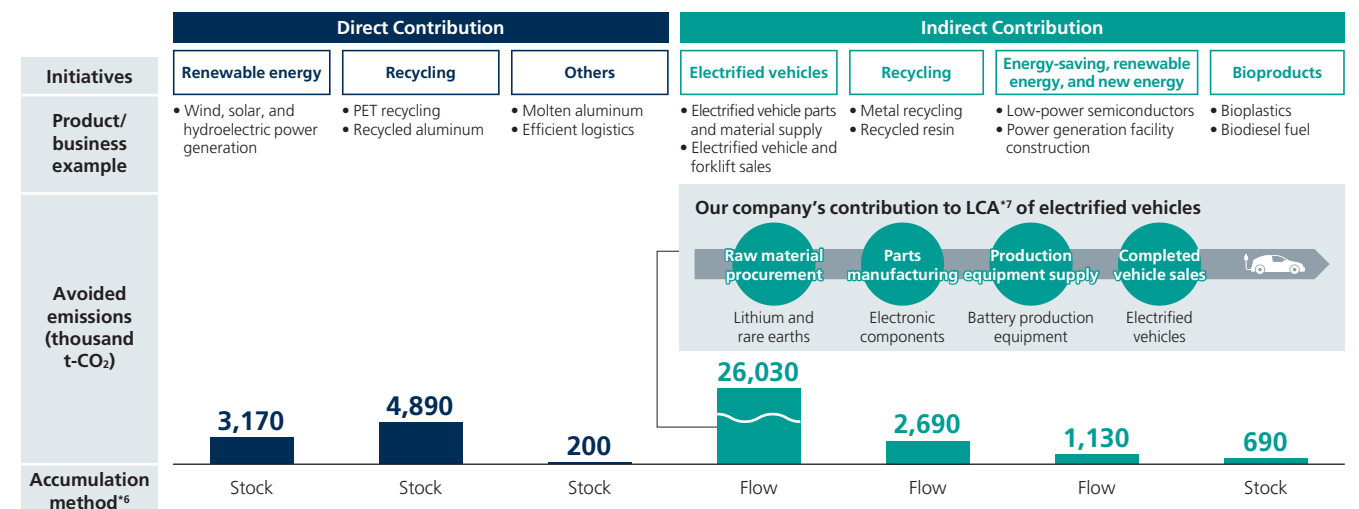 Direct Contribution
Indirect Contribution
Initiatives
Renewable energy
Recycling
Others
Electrified vehicles
Recycling
Energy-saving, renewable
energy, and new energy
Bioproducts
Product/
business
example
• Wind, solar, and
hydroelectric power
generation
• PET recycling
• Recycled aluminum
• Molten aluminum
• Efficient logistics
• Electrified vehicle parts
and material supply
• Electrified vehicle and
forklift sales
• Metal recycling
• Recycled resin
• Low-power semiconductors
• Power generation facility
construction
• Bioplastics
• Biodiesel fuel
Avoided
emissions
(thousand
t-CO₂)
Our company's contribution to LCA*7 of electrified vehicles
Raw material
procurement
Parts
manufacturing
Production
equipment supply
Completed
vehicle sales
Lithium and
rare earths
Electronic
components
Battery production
equipment
Electrified
vehicles
3,170
4,890
200
26,030
2,690
1,130
690
Accumulation
method*6
Stock
Stock
Stock
Flow
Flow
Flow
Stock